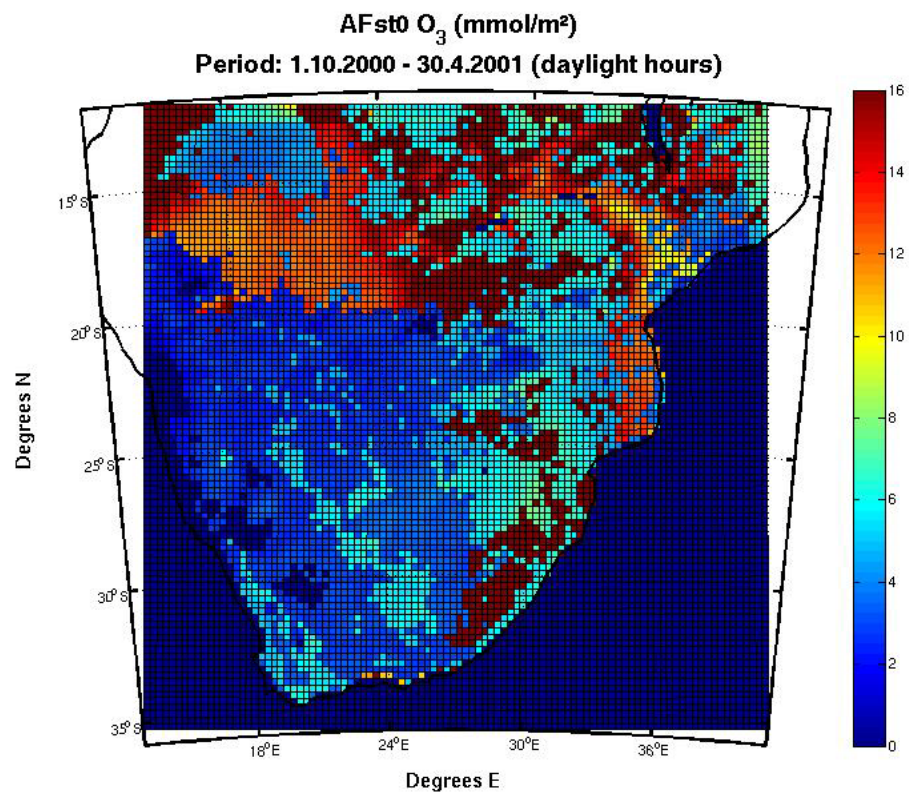 AFst0 O3 (mmol/m²)
Period: 1.10.2000 - 30.4.2001 (daylight hours)
16
14
12
10
8
6
4
2
0
15° S
20° S
25° S
30° S
35° S
18°E
24°E
30°E
36°E
Degrees N
Degrees E